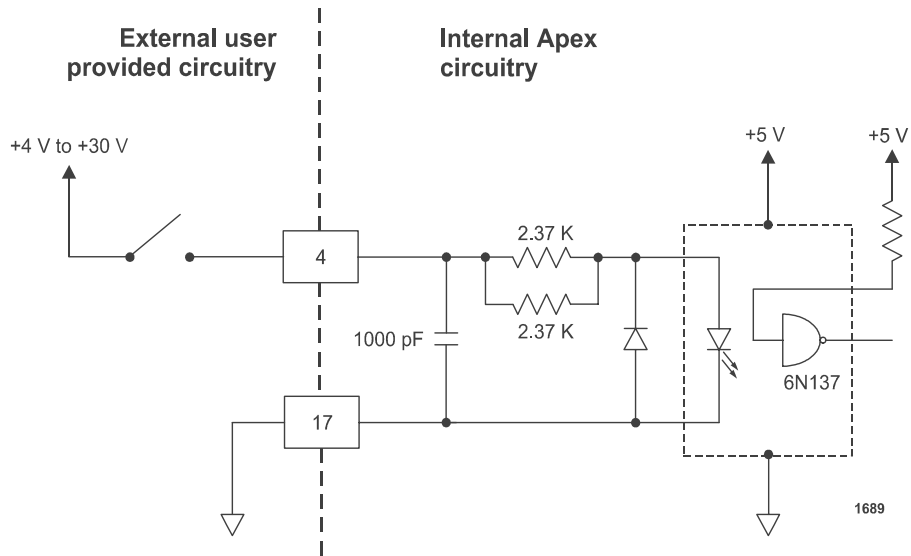 External user
provided circuitry
Internal Apex
circuitry
+4 V to +30 V
+5 V
+5 V
4
2.37 K
2.37 K
1000 pF
6N137
17
1689